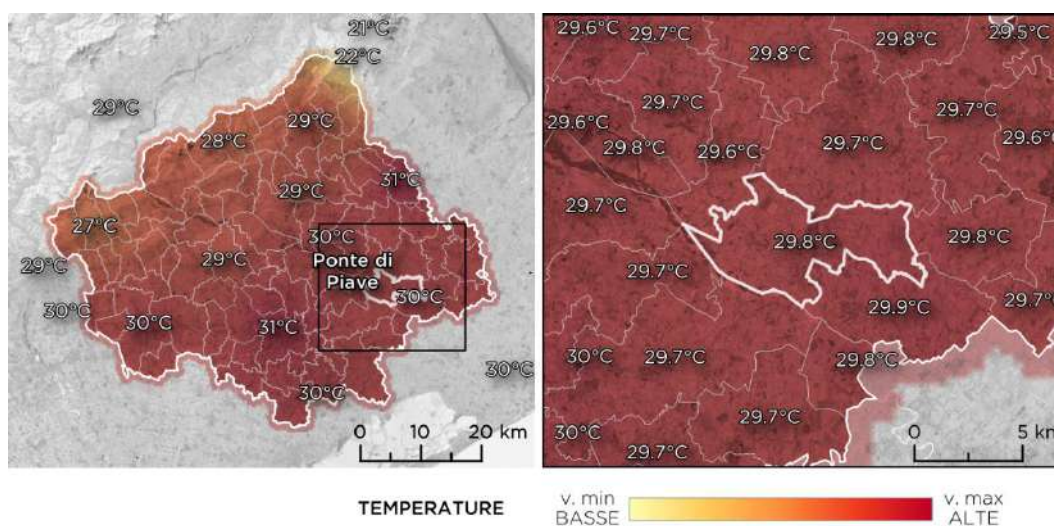 21°C
22°C
29°C
29°C
28°C
31°C
29°C
27°C
30°C
Ponte di
Piave
29°C
29°C
30°C
30°C
30°C
31°C
30°C
30°C
0 10 20 km
29.6°C
29.7°C
29.8°C
29.8°C
29.5°C
29.7°C
29.7°C
29.6°C
29.8°C
29.6°C
29.7°C
29.6°C
29.7°C
29.8°C
29.8°C
29.7°C
29.9°C
29.7°C
30°C
29.7°C
29.8°C
29.7°C
30°C
29.7°C
0 5 km
TEMPERATURE
v. min
BASSE
v. max
ALTE